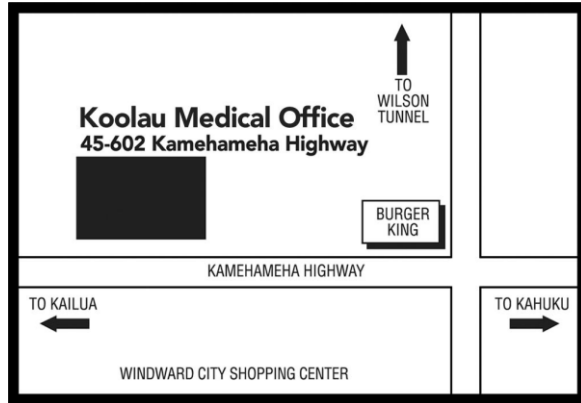 TO
WILSON
TUNNEL
Koolau Medical Office
45-602 Kamehameha Highway
BURGER
KING
KAMEHAMEHA HIGHWAY
TO KAILUA
TO KAHUKU
WINDWARD CITY SHOPPING CENTER